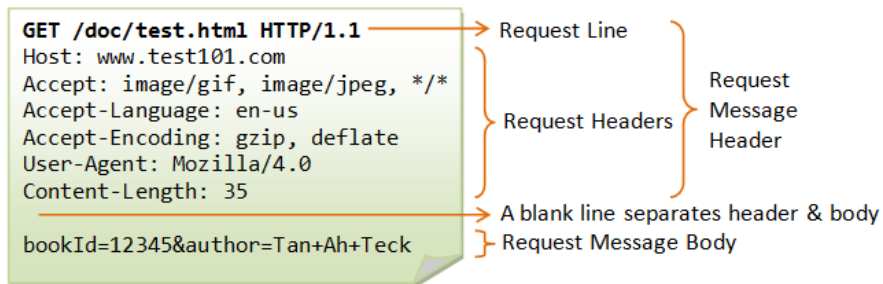 GET /doc/test.html HTTP/1.1
Request Line
Host: www.test101.com
Accept: image/gif, image/jpeg, */*
Accept-Language: en-us
Accept-Encoding: gzip, deflate
User-Agent: Mozilla/4.0
Content-Length: 35
Request Headers
Request
Message
Header
A blank line separates header & body
bookId=12345&author=Tan+Ah+Teck
Request Message Body